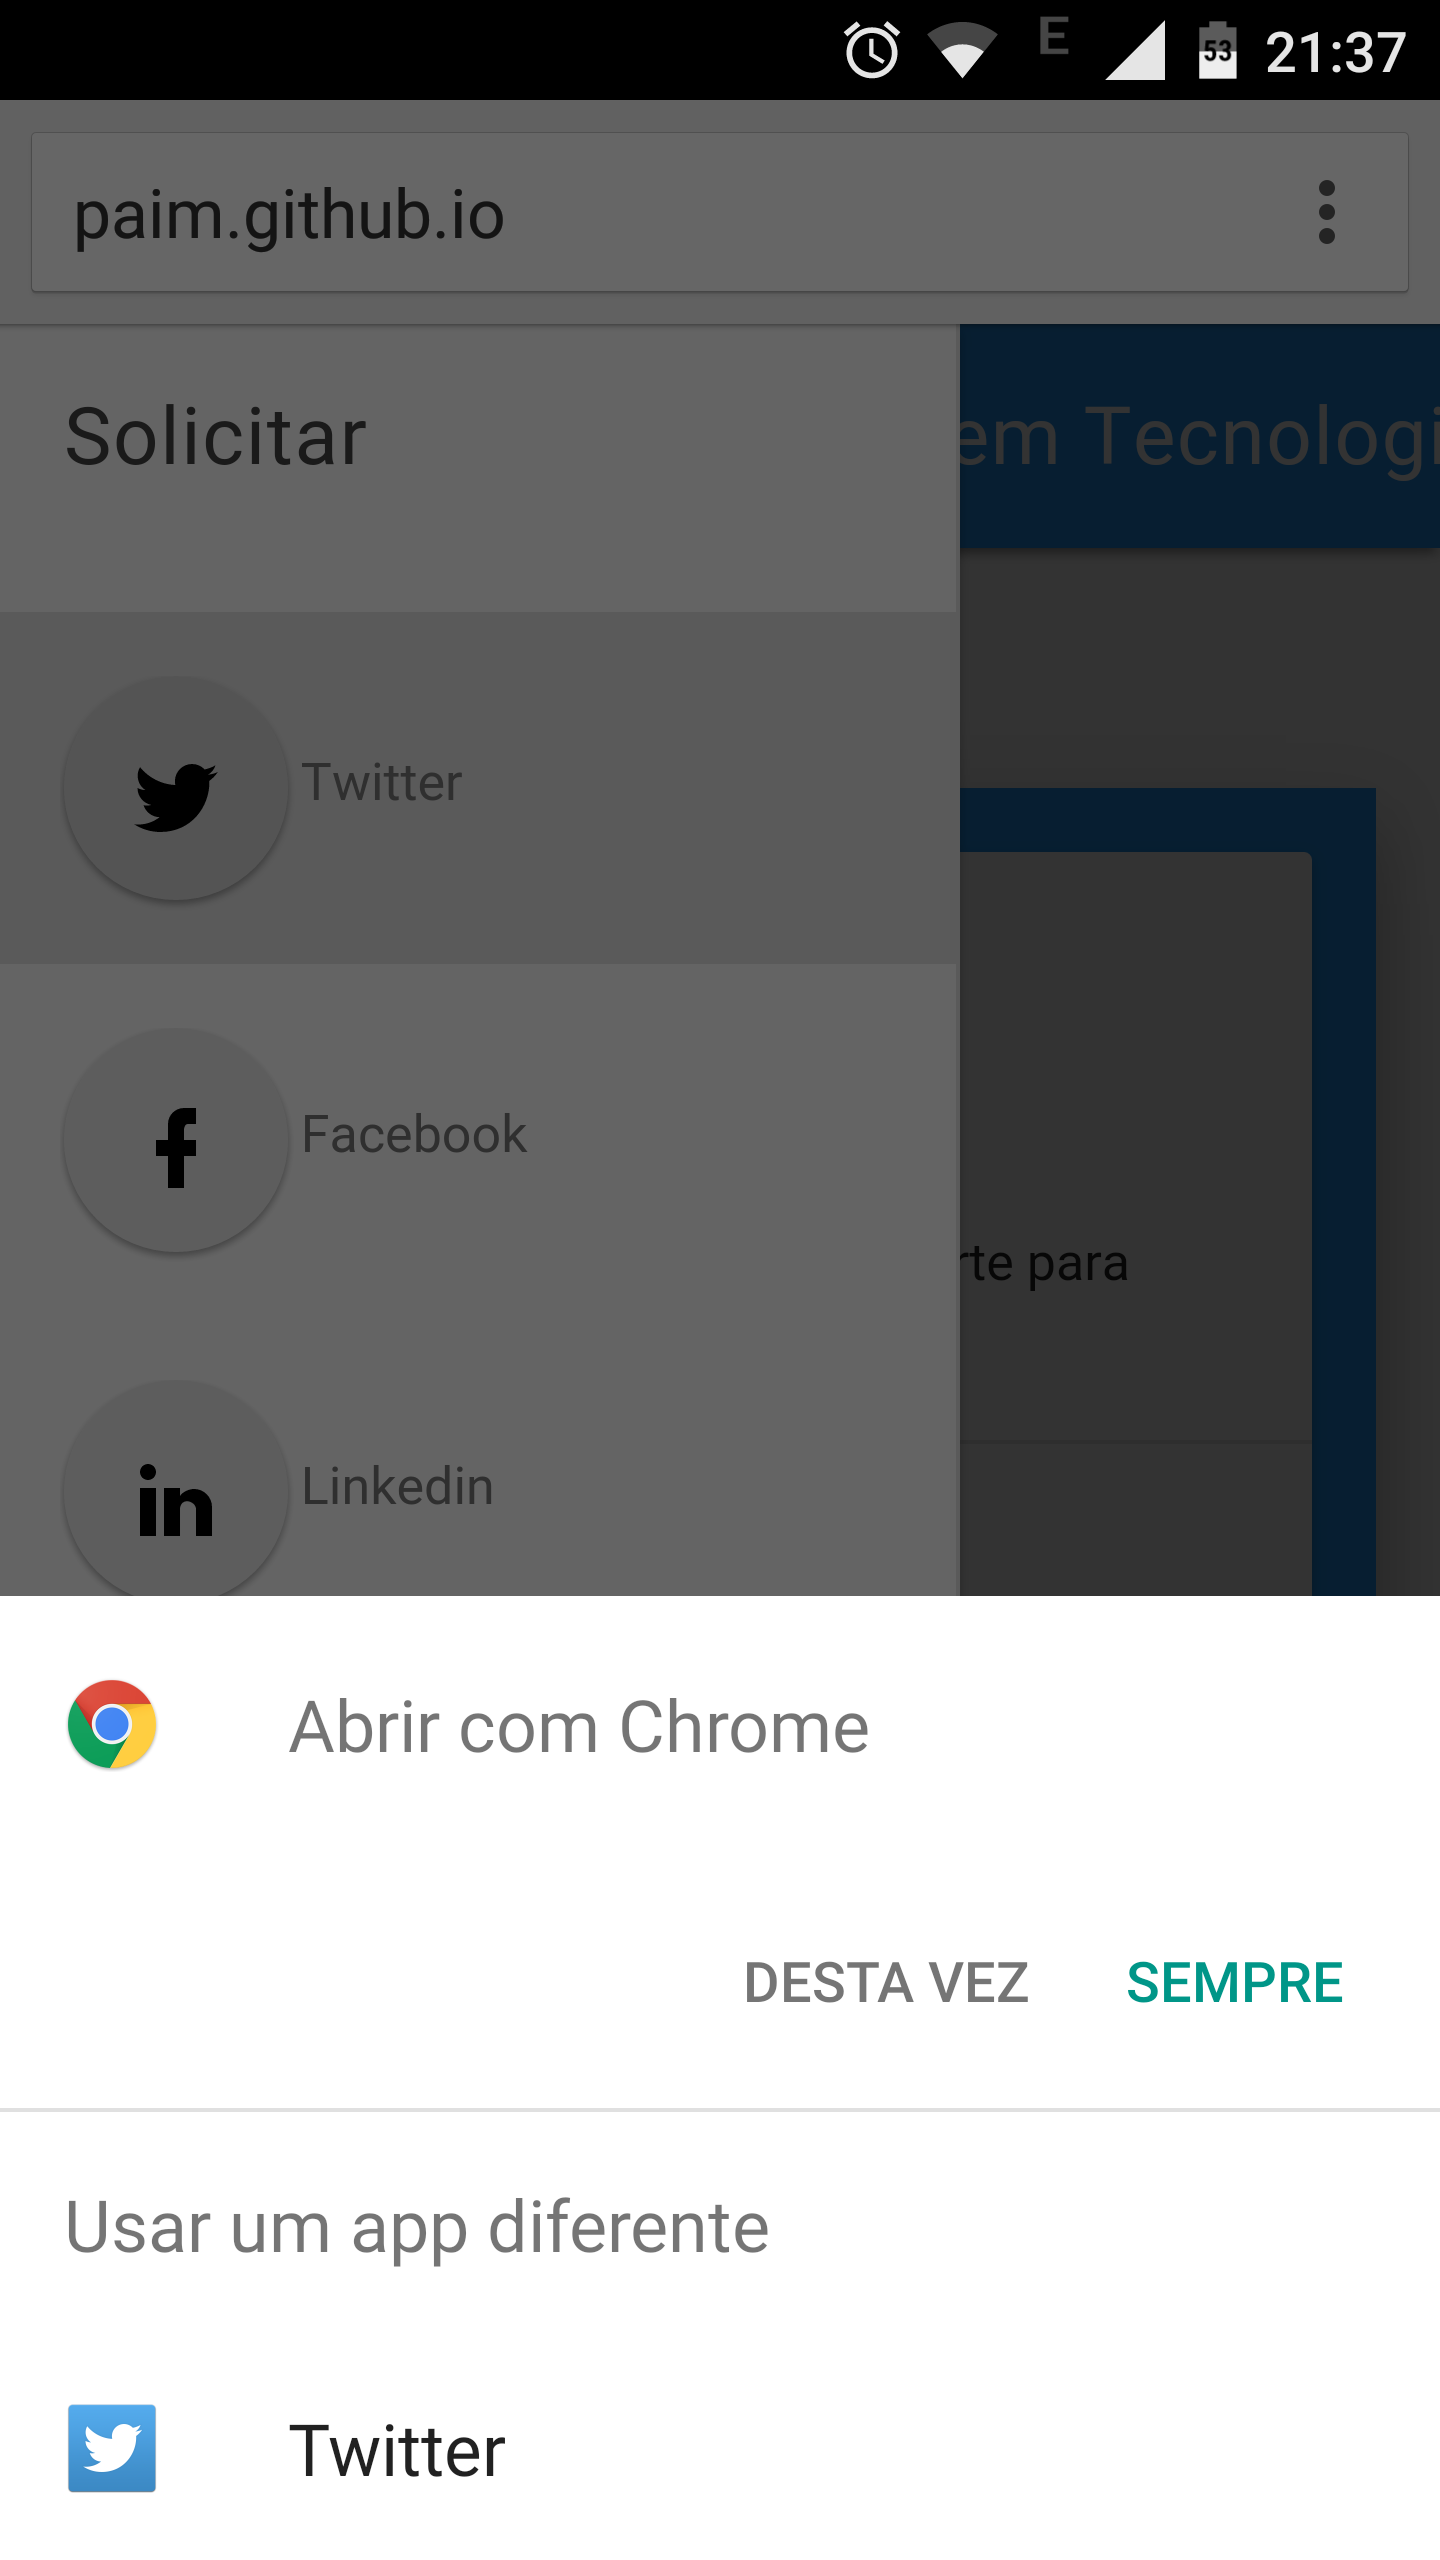 E
53
21:37
paim.github.io
Solicitar
em Tecnologi
Twitter
Facebook
rte para
Linkedin
Abrir com Chrome
DESTA VEZ
SEMPRE
Usar um app diferente
Twitter